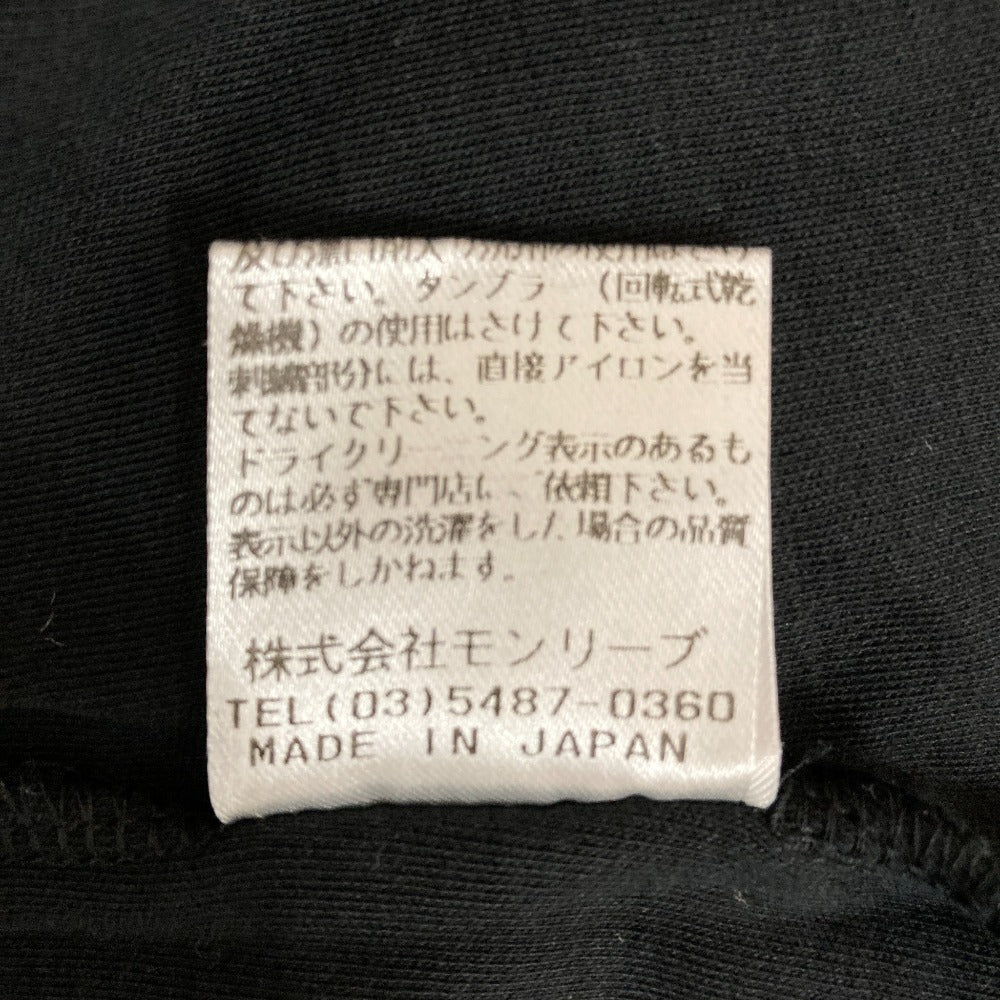 て下さい。タンブラー(回転式乾
燥機)の使用はさけて下さい。
刺繍部分には、直接アイロンを当
てないで下さい。
ドライクリーニング表示のあるも
のは必ず専門店に、依頼下さい。
表示以外の洗濯をした場合の品質
保障をしかねます。
株式会社モンリーブ
TEL(03)5487-0360
MADE IN JAPAN